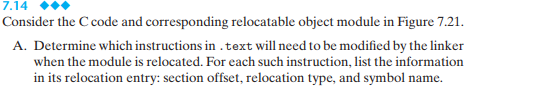 7.14 ◆◆◆
Consider the C code and corresponding relocatable object module in Figure 7.21.
A. Determine which instructions in .text will need to be modified by the linker
when the module is relocated. For each such instruction, list the information
in its relocation entry: section offset, relocation type, and symbol name.